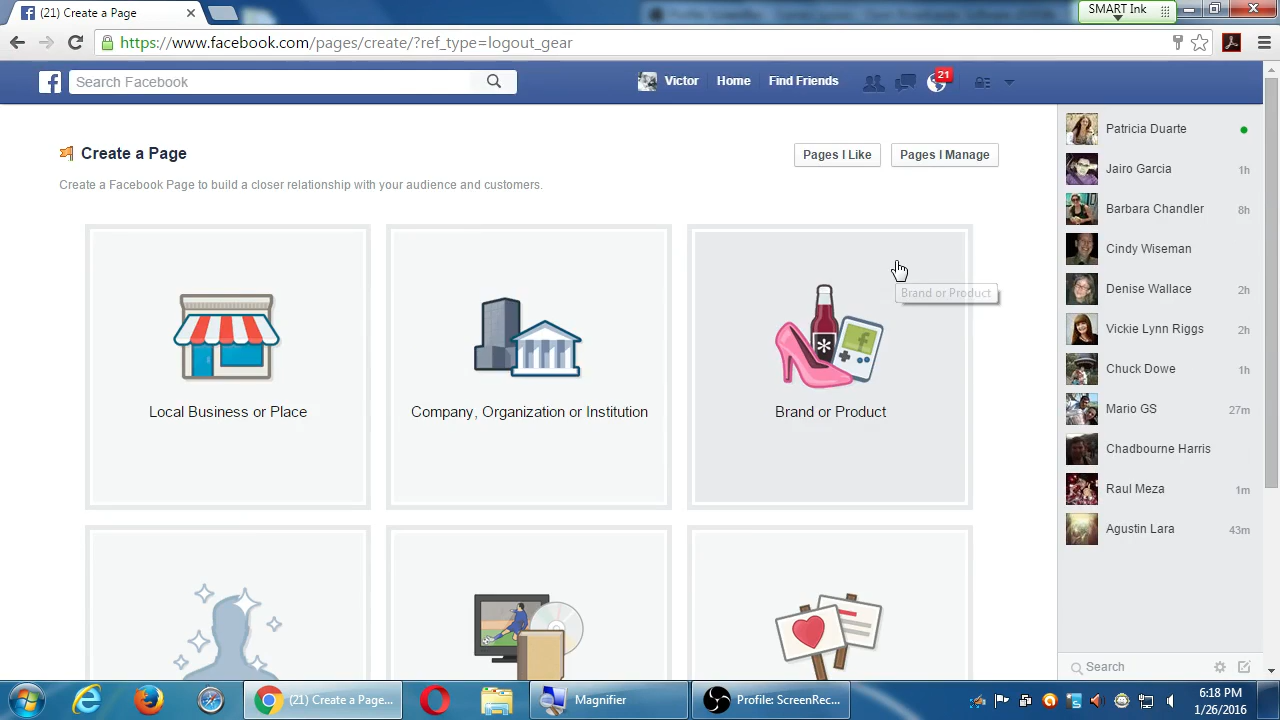 (21) Create a Page
SMART Ink
https://www.facebook.com/pages/create/?ref_type=logout_gear
Search Facebook
Victor
Home
Find Friends
21
Create a Page
Pages I Like
Pages I Manage
Create a Facebook Page to build a closer relationship with your audience and customers.
Brand or Product
Local Business or Place
Company, Organization or Institution
Brand or Product
Patricia Duarte
Jairo Garcia 1h
Barbara Chandler 8h
Cindy Wiseman
Denise Wallace 2h
Vickie Lynn Riggs 2h
Chuck Dowe 1h
Mario GS 27m
Chadbourne Harris
Raul Meza 1m
Agustin Lara 43m
Search
(21) Create a Page...
Magnifier
Profile: ScreenRec...
6:18 PM
1/26/2016